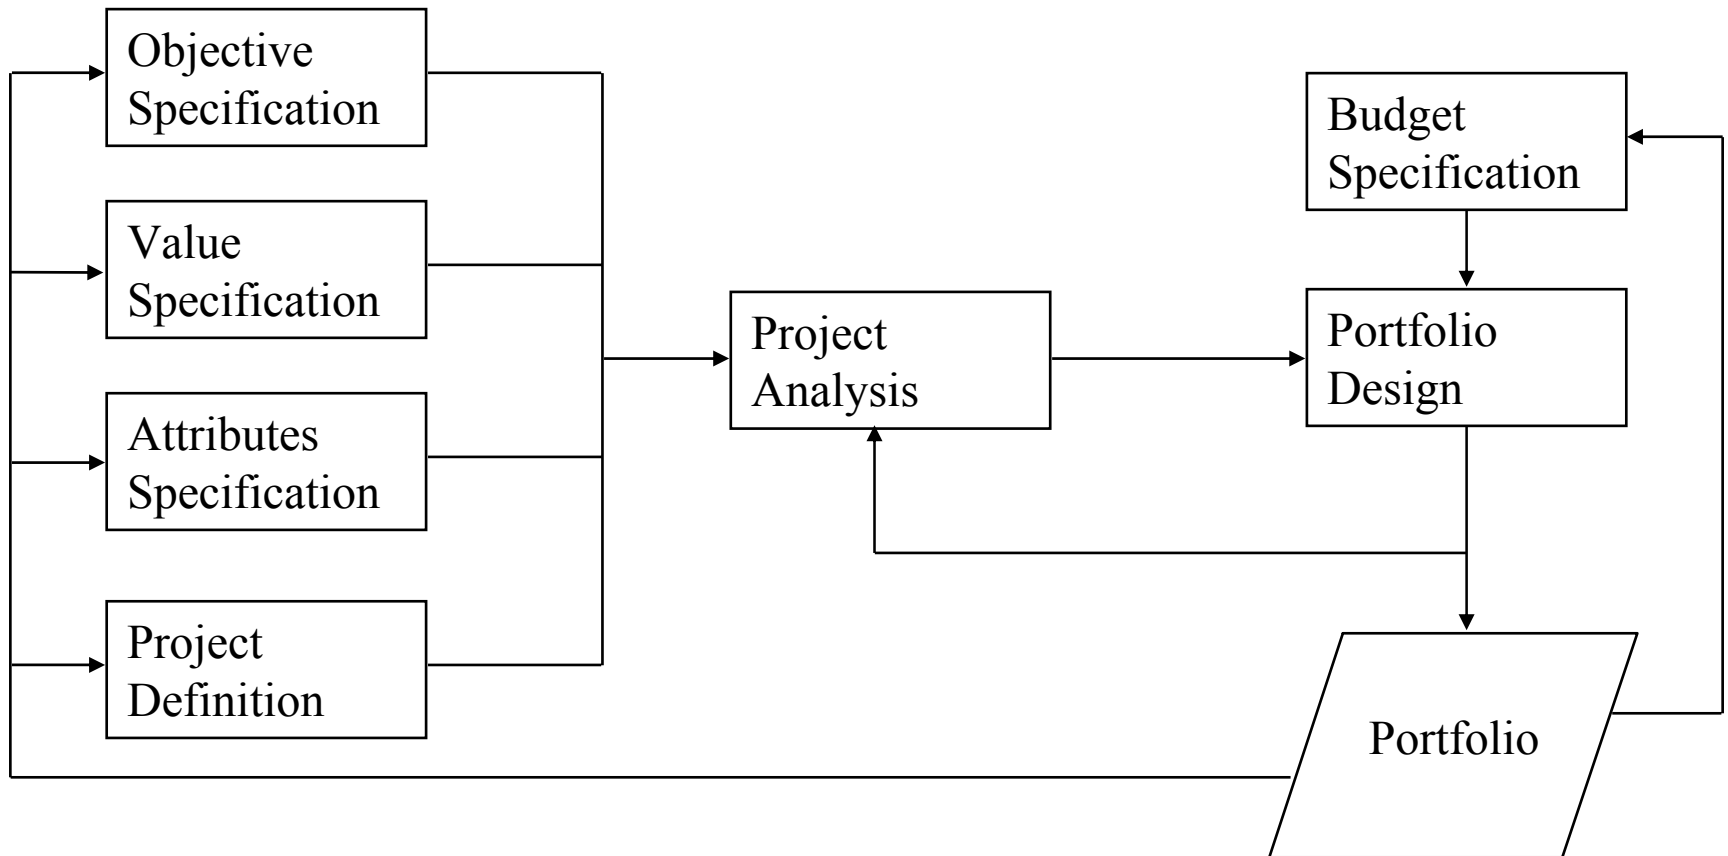 Objective
Specification
Value
Specification
Attributes
Specification
Project
Definition
Project
Analysis
Budget
Specification
Portfolio
Design
Portfolio